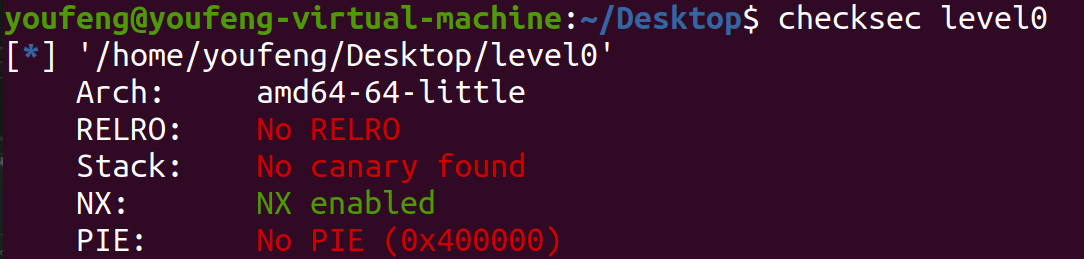 youfeng@youfeng-virtual-machine:~/Desktop$ checksec level0
[*] '/home/youfeng/Desktop/level0'
    Arch:     amd64-64-little
    RELRO:    No RELRO
    Stack:    No canary found
    NX:       NX enabled
    PIE:      No PIE (0x400000)